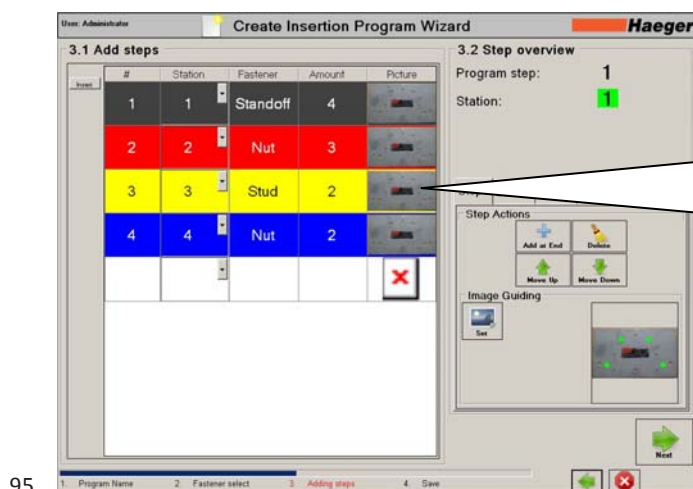 User: Administrator
Create Insertion Program Wizard
Haeger
3.1 Add steps
Insert
# Station Fastener Amount Picture
1 1 Standoff 4
2 2 Nut 3
3 3 Stud 2
4 4 Nut 2
3.2 Step overview
Program step: 1
Station: 1
Step Actions
Add at End Delete
Move Up Move Down
Image Guiding
Set
Next
1. Program Name 2 Fastener select 3 Adding steps 4. Save
95